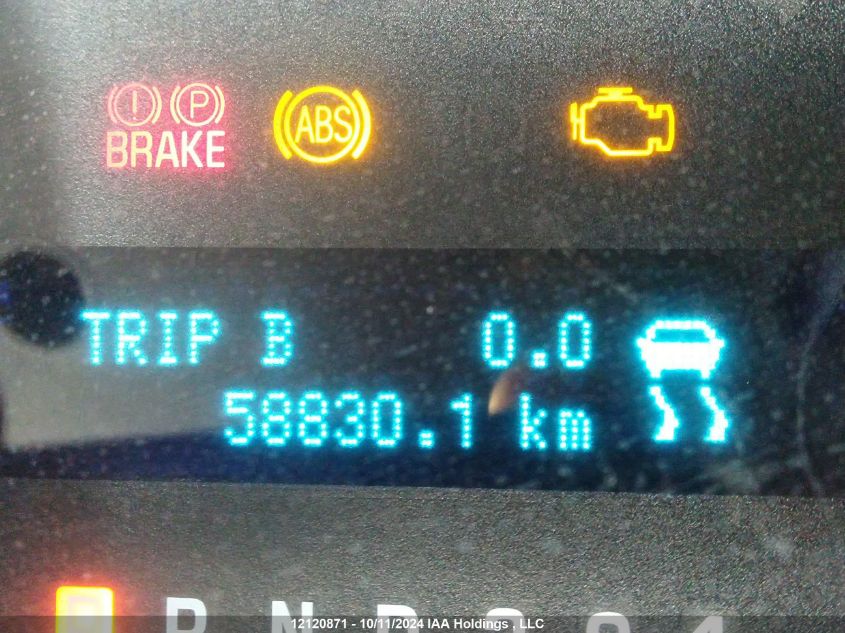 P
BRAKE
ABS
TRIP B 0.0
58830.1 km
R N D
12120871 - 10/11/2024 IAA Holdings , LLC